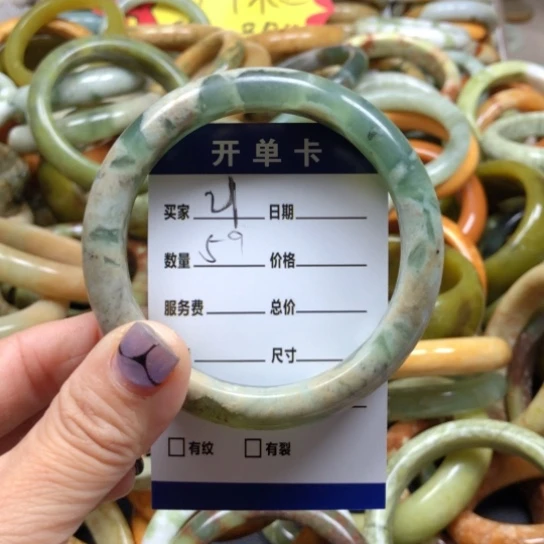 开单卡
买家 21 日期
数量 59 价格
服务费 总价
尺寸
有纹 有裂